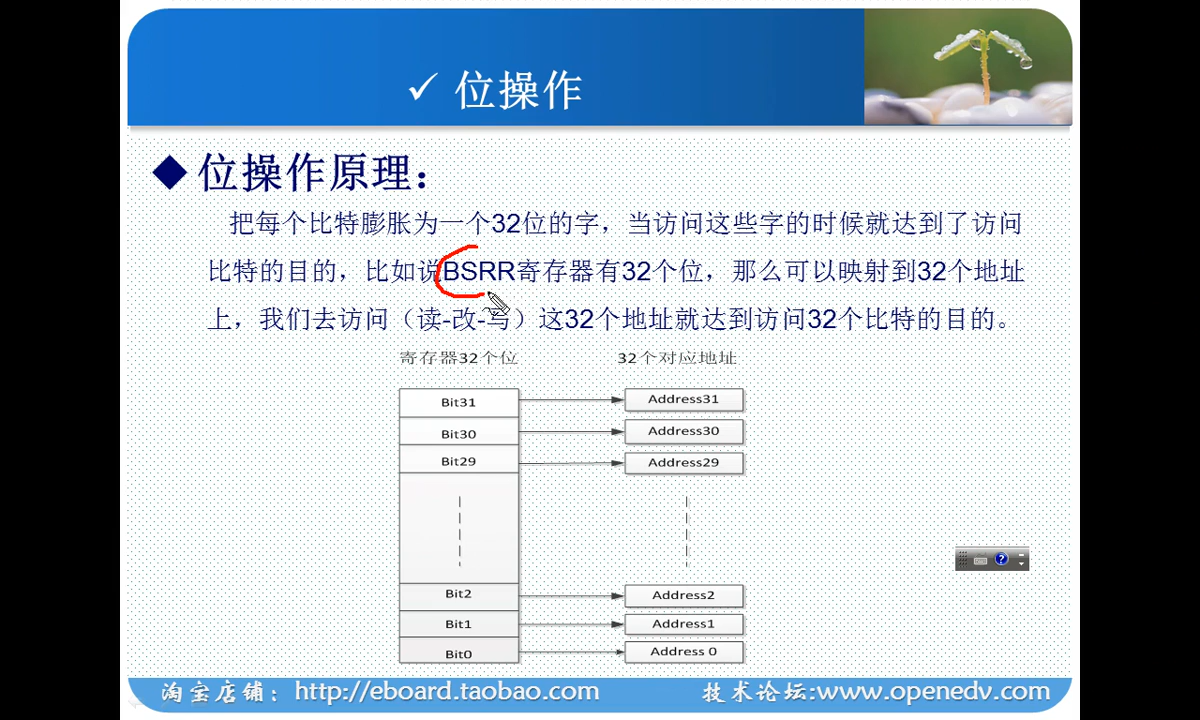 ✓ 位操作
◆ 位操作原理：
把每个比特膨胀为一个32位的字，当访问这些字的时候就达到了访问
比特的目的，比如说BSRR寄存器有32个位，那么可以映射到32个地址
上，我们去访问（读-改-写）这32个地址就达到访问32个比特的目的。
寄存器32个位 32个对应地址
Bit31 Address31
Bit30 Address30
Bit29 Address29
Bit2 Address2
Bit1 Address1
Bit0 Address 0
淘宝店铺：http://eboard.taobao.com 技术论坛:www.openedv.com